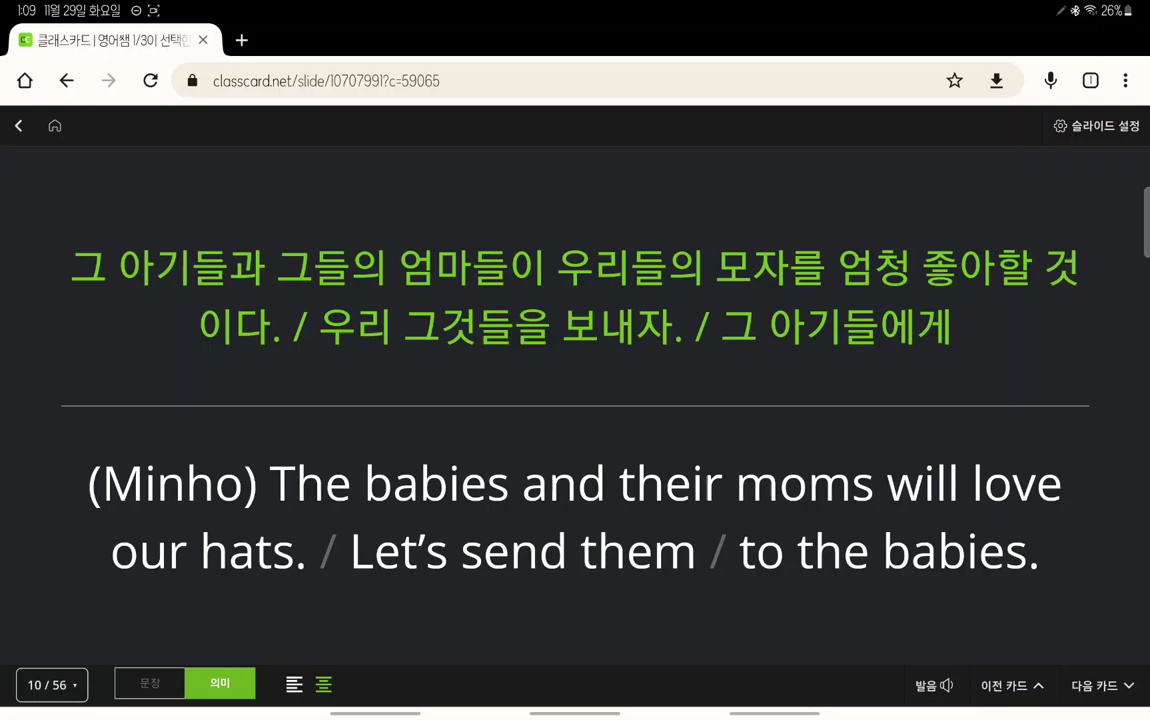 1:09 11월 29일 화요일
26%
클래스카드 | 영어쌤 1/3이 선택한
classcard.net/slide/10707991?c=59065
1
슬라이드 설정
그 아기들과 그들의 엄마들이 우리들의 모자를 엄청 좋아할 것
이다. / 우리 그것들을 보내자. / 그 아기들에게
(Minho) The babies and their moms will love
our hats. / Let’s send them / to the babies.
10 / 56
문장
의미
발음
이전 카드
다음 카드